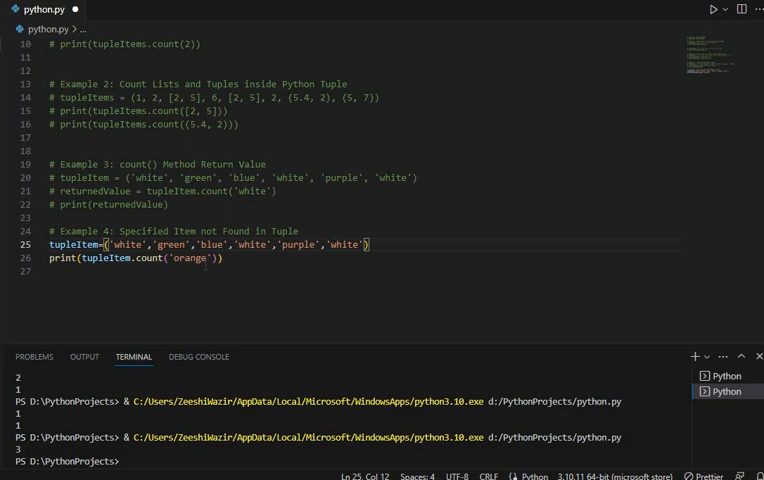 python.py
python.py > ...
10 # print(tupleItems.count(2))
11
12
13 # Example 2: Count Lists and Tuples inside Python Tuple
14 # tupleItems = (1, 2, [2, 5], 6, [2, 5], 2, (5.4, 2), (5, 7))
15 # print(tupleItems.count([2, 5]))
16 # print(tupleItems.count((5.4, 2)))
17
18
19 # Example 3: count() Method Return Value
20 # tupleItem = ('white', 'green', 'blue', 'white, 'purple', 'white')
21 # returnedValue = tupleItem.count('white')
22 # print(returnedValue)
23
24 # Example 4: Specified Item not Found in Tuple
25 tupleItem=('white','green','blue','white','purple','white')
26 print(tupleItem.count('orange'))
27
PROBLEMS OUTPUT TERMINAL DEBUG CONSOLE
2
1
PS D:\PythonProjects> & C:/Users/ZeeshiWazir/AppData/Local/Microsoft/WindowsApps/python3.10.exe d:/PythonProjects/python.py
1
1
PS D:\PythonProjects> & C:/Users/ZeeshiWazir/AppData/Local/Microsoft/WindowsApps/python3.10.exe d:/PythonProjects/python.py
3
PS D:\PythonProjects>
Python
Python
Ln 25, Col 12 Spaces: 4 UTF-8 CRLF Python 3.10.11 64-bit (microsoft store) Prettier